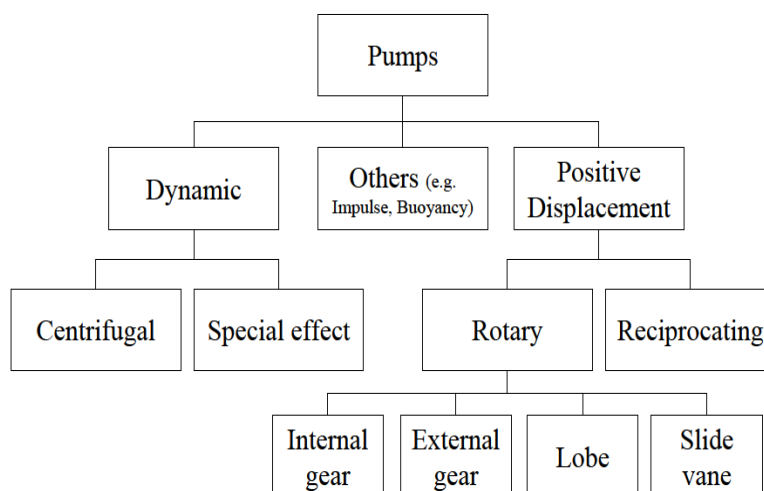 Pumps
Dynamic
Others (e.g.
Impulse, Buoyancy)
Positive
Displacement
Centrifugal
Special effect
Rotary
Reciprocating
Internal
gear
External
gear
Lobe
Slide
vane